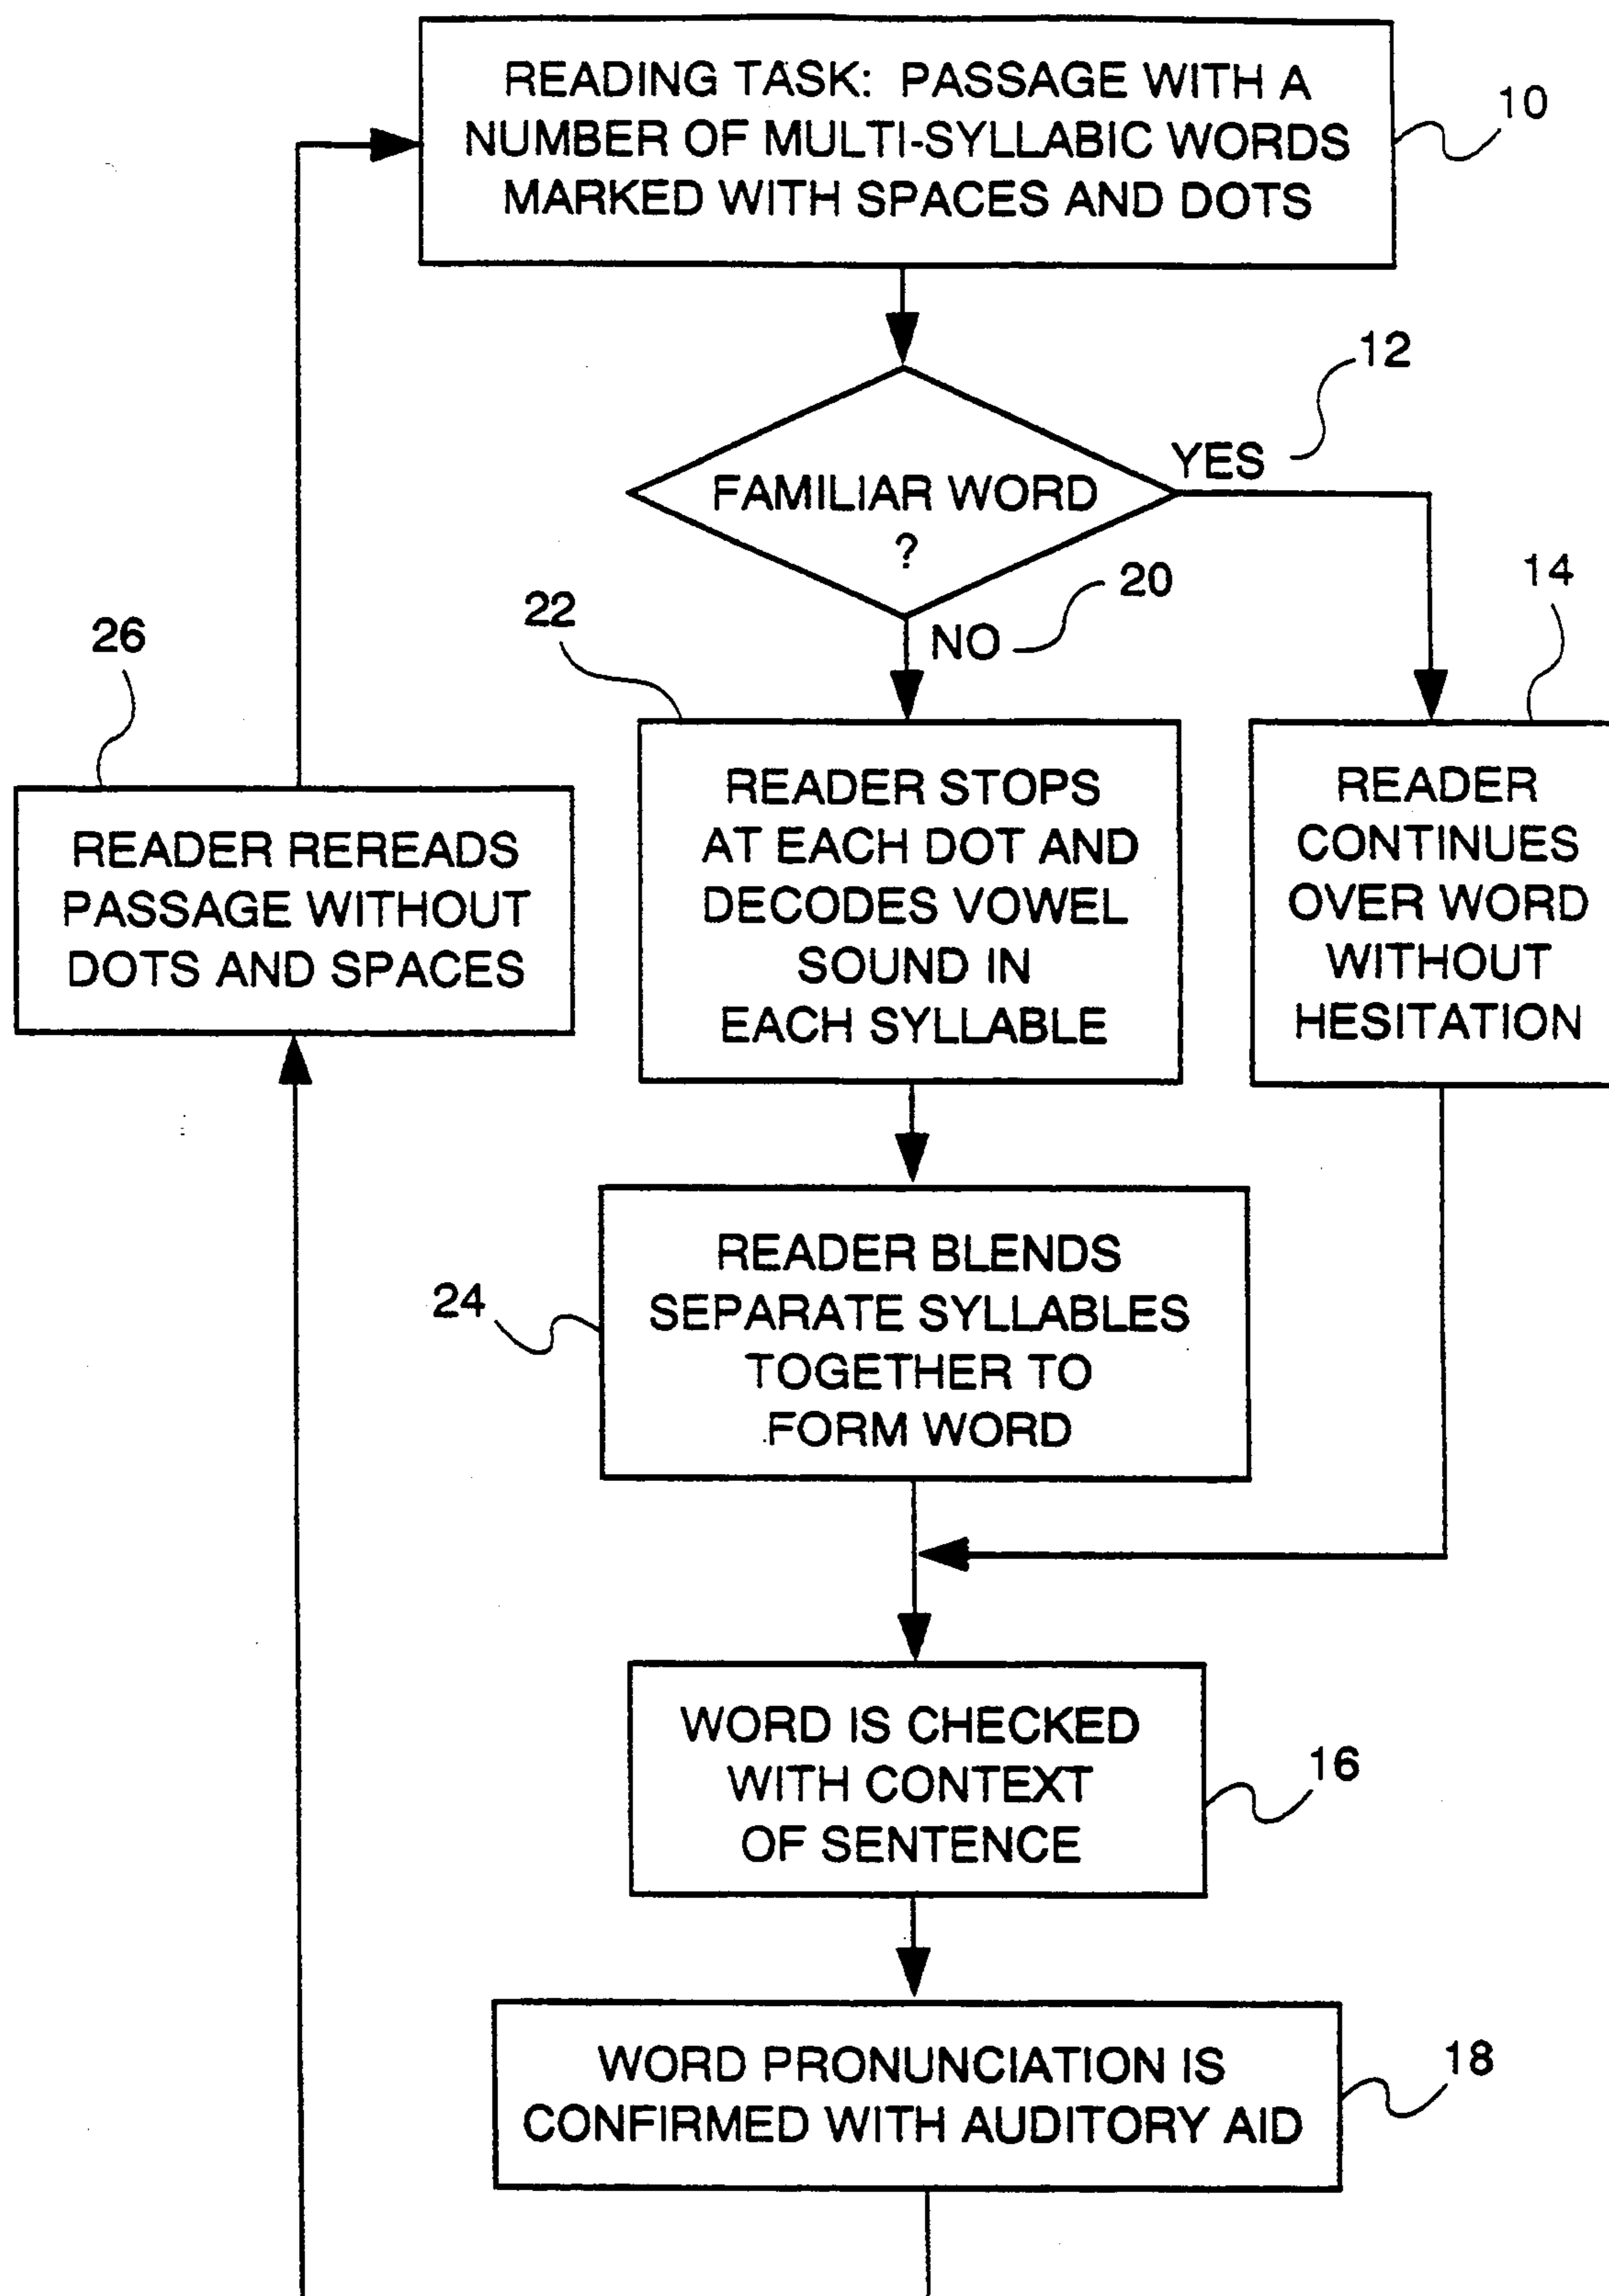 READING TASK: PASSAGE WITH A
NUMBER OF MULTI-SYLLABIC WORDS
MARKED WITH SPACES AND DOTS
10
12
YES
FAMILIAR WORD
?
20
NO
22
14
26
READER STOPS
AT EACH DOT AND
DECODES VOWEL
SOUND IN
EACH SYLLABLE
READER
CONTINUES
OVER WORD
WITHOUT
HESITATION
READER REREADS
PASSAGE WITHOUT
DOTS AND SPACES
24
READER BLENDS
SEPARATE SYLLABLES
TOGETHER TO
FORM WORD
WORD IS CHECKED
WITH CONTEXT
OF SENTENCE
16
WORD PRONUNCIATION IS
CONFIRMED WITH AUDITORY AID
18